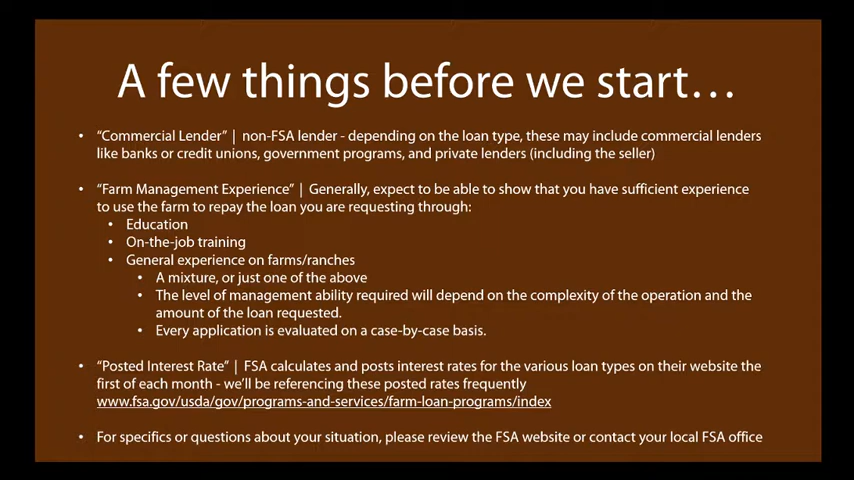 A few things before we start…
• “Commercial Lender” | non-FSA lender - depending on the loan type, these may include commercial lenders
like banks or credit unions, government programs, and private lenders (including the seller)
• “Farm Management Experience” | Generally, expect to be able to show that you have sufficient experience
to use the farm to repay the loan you are requesting through:
• Education
• On-the-job training
• General experience on farms/ranches
• A mixture, or just one of the above
• The level of management ability required will depend on the complexity of the operation and the
amount of the loan requested.
• Every application is evaluated on a case-by-case basis.
• “Posted Interest Rate” | FSA calculates and posts interest rates for the various loan types on their website the
first of each month - we’ll be referencing these posted rates frequently
www.fsa.gov/usda/gov/programs-and-services/farm-loan-programs/index
• For specifics or questions about your situation, please review the FSA website or contact your local FSA office